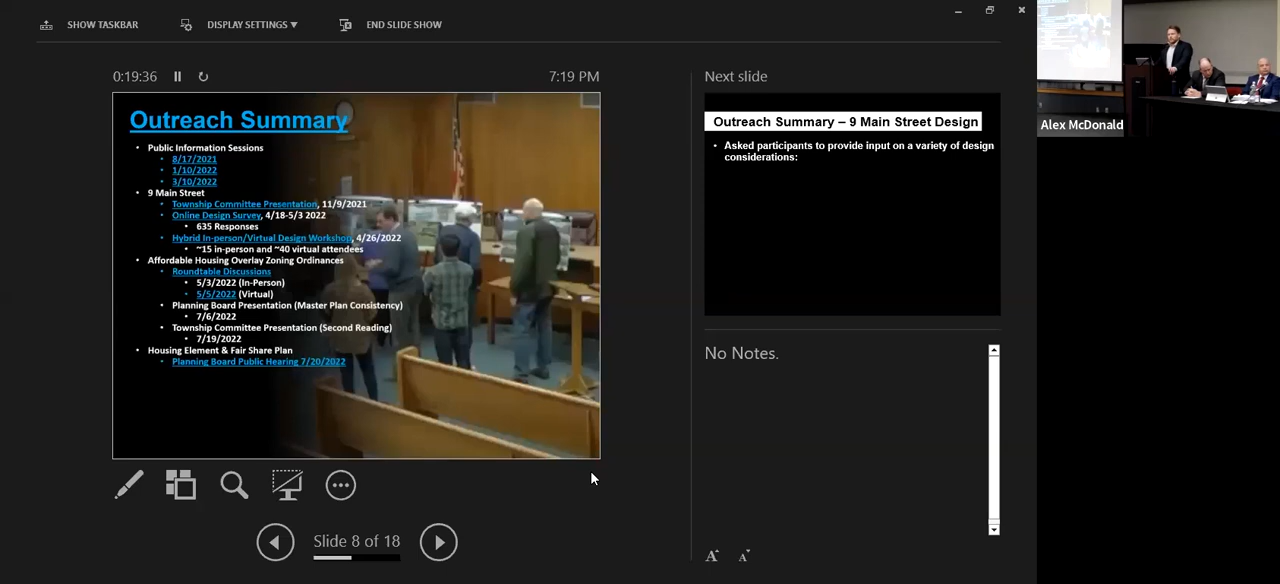 SHOW TASKBAR
DISPLAY SETTINGS ▼
END SLIDE SHOW
0:19:36
7:19 PM
Outreach Summary
• Public Information Sessions
• 8/17/2021
• 1/10/2022
• 3/10/2022
• 9 Main Street
• Township Committee Presentation, 11/9/2021
• Online Design Survey, 4/18-5/3 2022
• 635 Responses
• Hybrid In-person/Virtual Design Workshop, 4/26/2022
• ~15 in-person and ~40 virtual attendees
• Affordable Housing Overlay Zoning Ordinances
• Roundtable Discussions
• 5/3/2022 (In-Person)
• 5/5/2022 (Virtual)
• Planning Board Presentation (Master Plan Consistency)
• 7/6/2022
• Township Committee Presentation (Second Reading)
• 7/19/2022
• Housing Element & Fair Share Plan
• Planning Board Public Hearing 7/20/2022
Slide 8 of 18
Next slide
Outreach Summary – 9 Main Street Design
• Asked participants to provide input on a variety of design
considerations:
No Notes.
A A
Alex McDonald